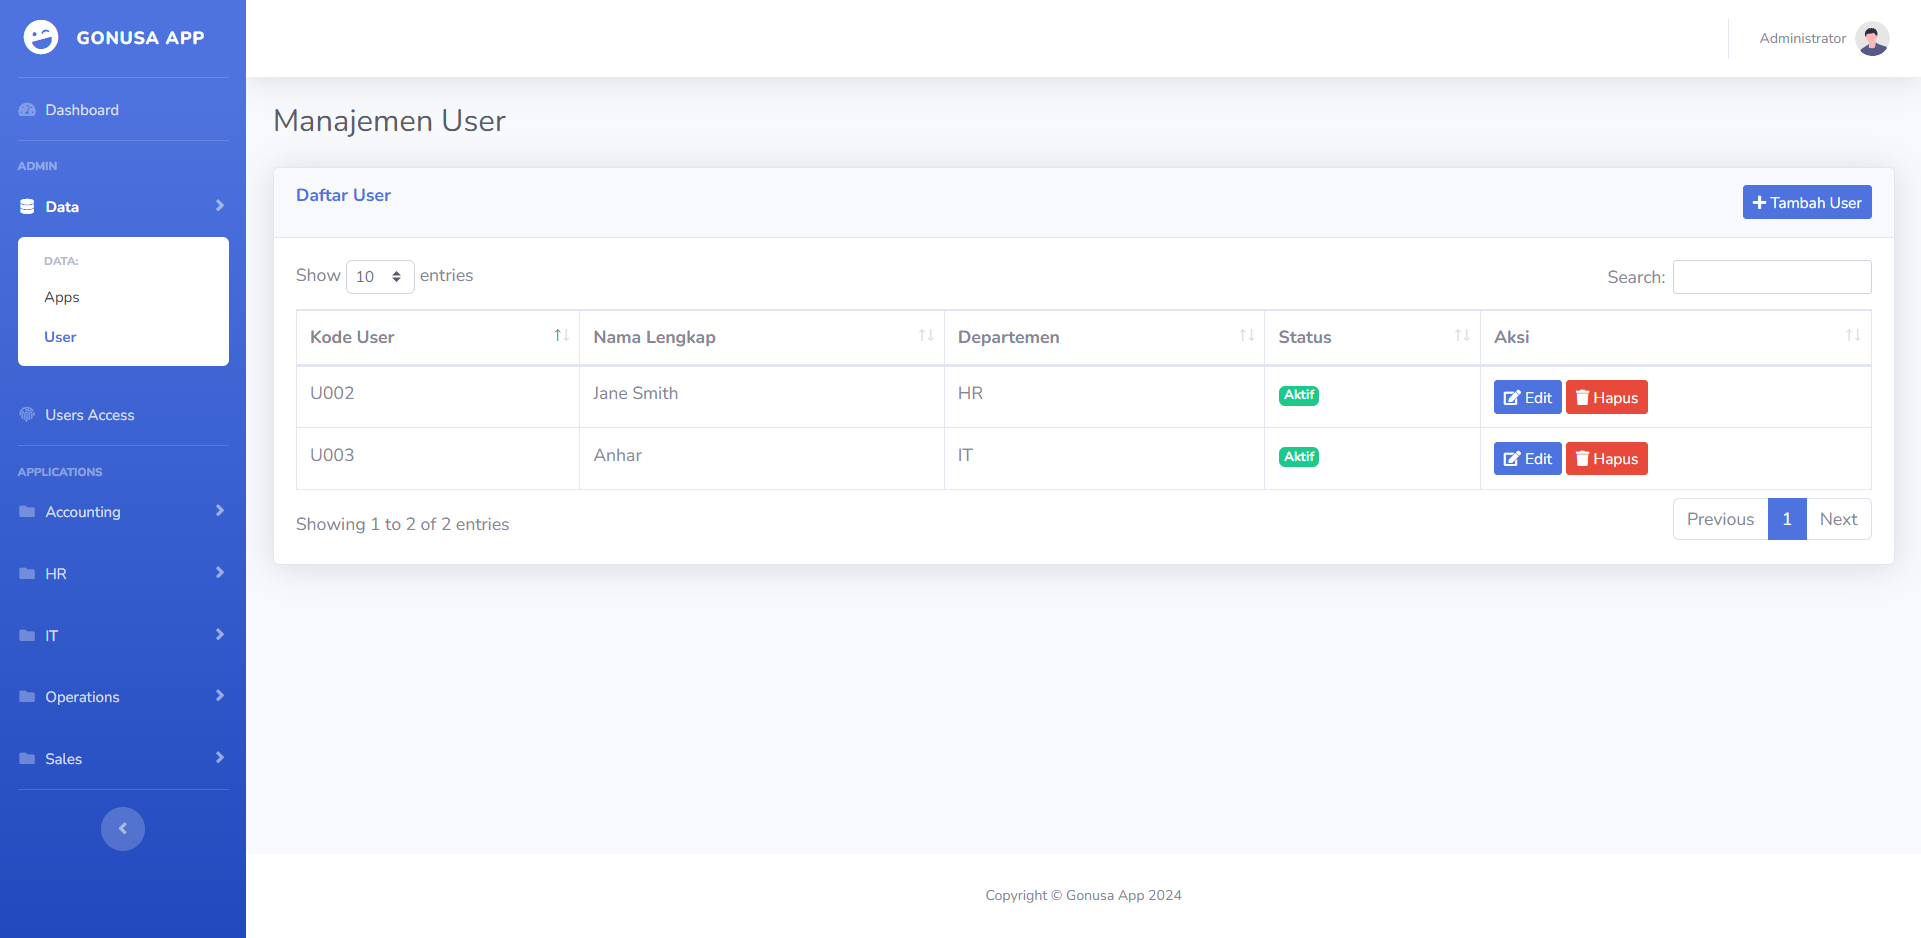 GONUSA APP
Administrator
Dashboard
ADMIN
Data
DATA:
Apps
User
Users Access
APPLICATIONS
Accounting
HR
IT
Operations
Sales
Manajemen User
Daftar User
Tambah User
Show 10 entries
Search:
Kode User Nama Lengkap Departemen Status Aksi
U002 Jane Smith HR Aktif Edit Hapus
U003 Anhar IT Aktif Edit Hapus
Showing 1 to 2 of 2 entries
Previous 1 Next
Copyright © Gonusa App 2024